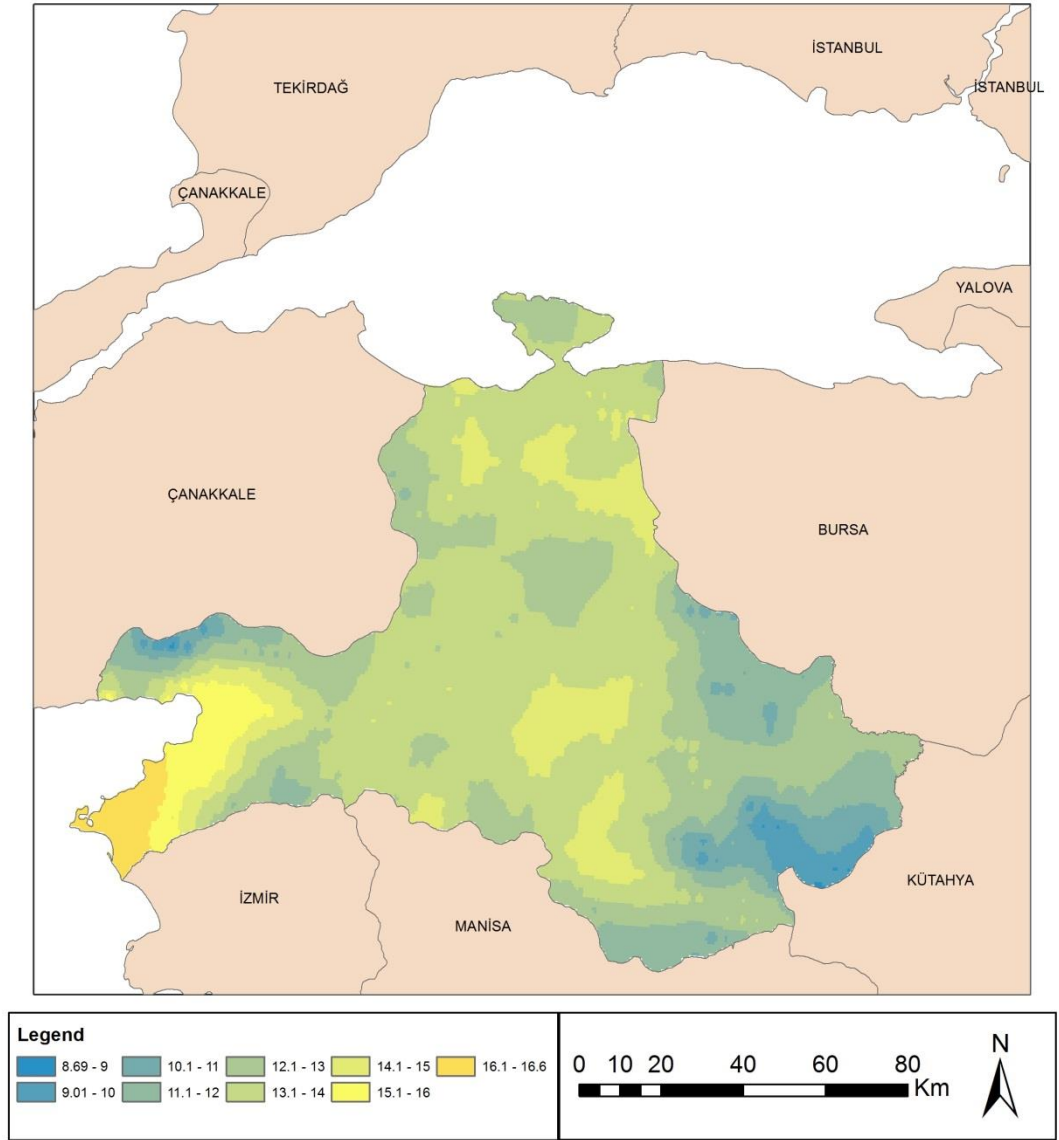 İSTANBUL
TEKİRDAĞ
İSTANBUL
ÇANAKKALE
YALOVA
ÇANAKKALE
BURSA
KÜTAHYA
İZMİR
MANİSA
Legend
8.69 - 9
10.1 - 11
12.1 - 13
14.1 - 15
16.1 - 16.6
9.01 - 10
11.1 - 12
13.1 - 14
15.1 - 16
0 10 20 40 60 80
Km
N